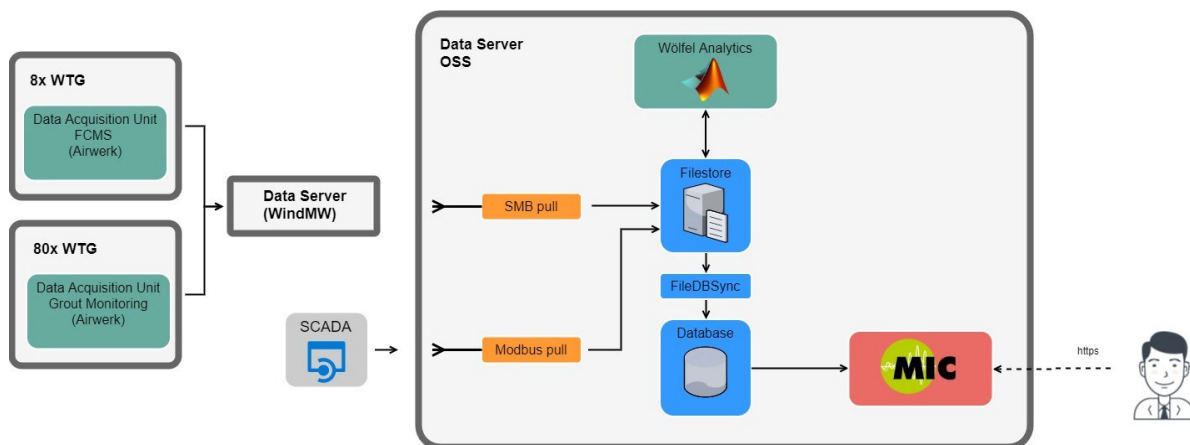 8x WTG
Data Acquisition Unit
FCMS
(Airwerk)
80x WTG
Data Acquisition Unit
Grout Monitoring
(Airwerk)
Data Server
(WindMW)
SCADA
Data Server
OSS
Wölfel Analytics
SMB pull
Filestore
FileDBSync
Modbus pull
Database
MIC
https